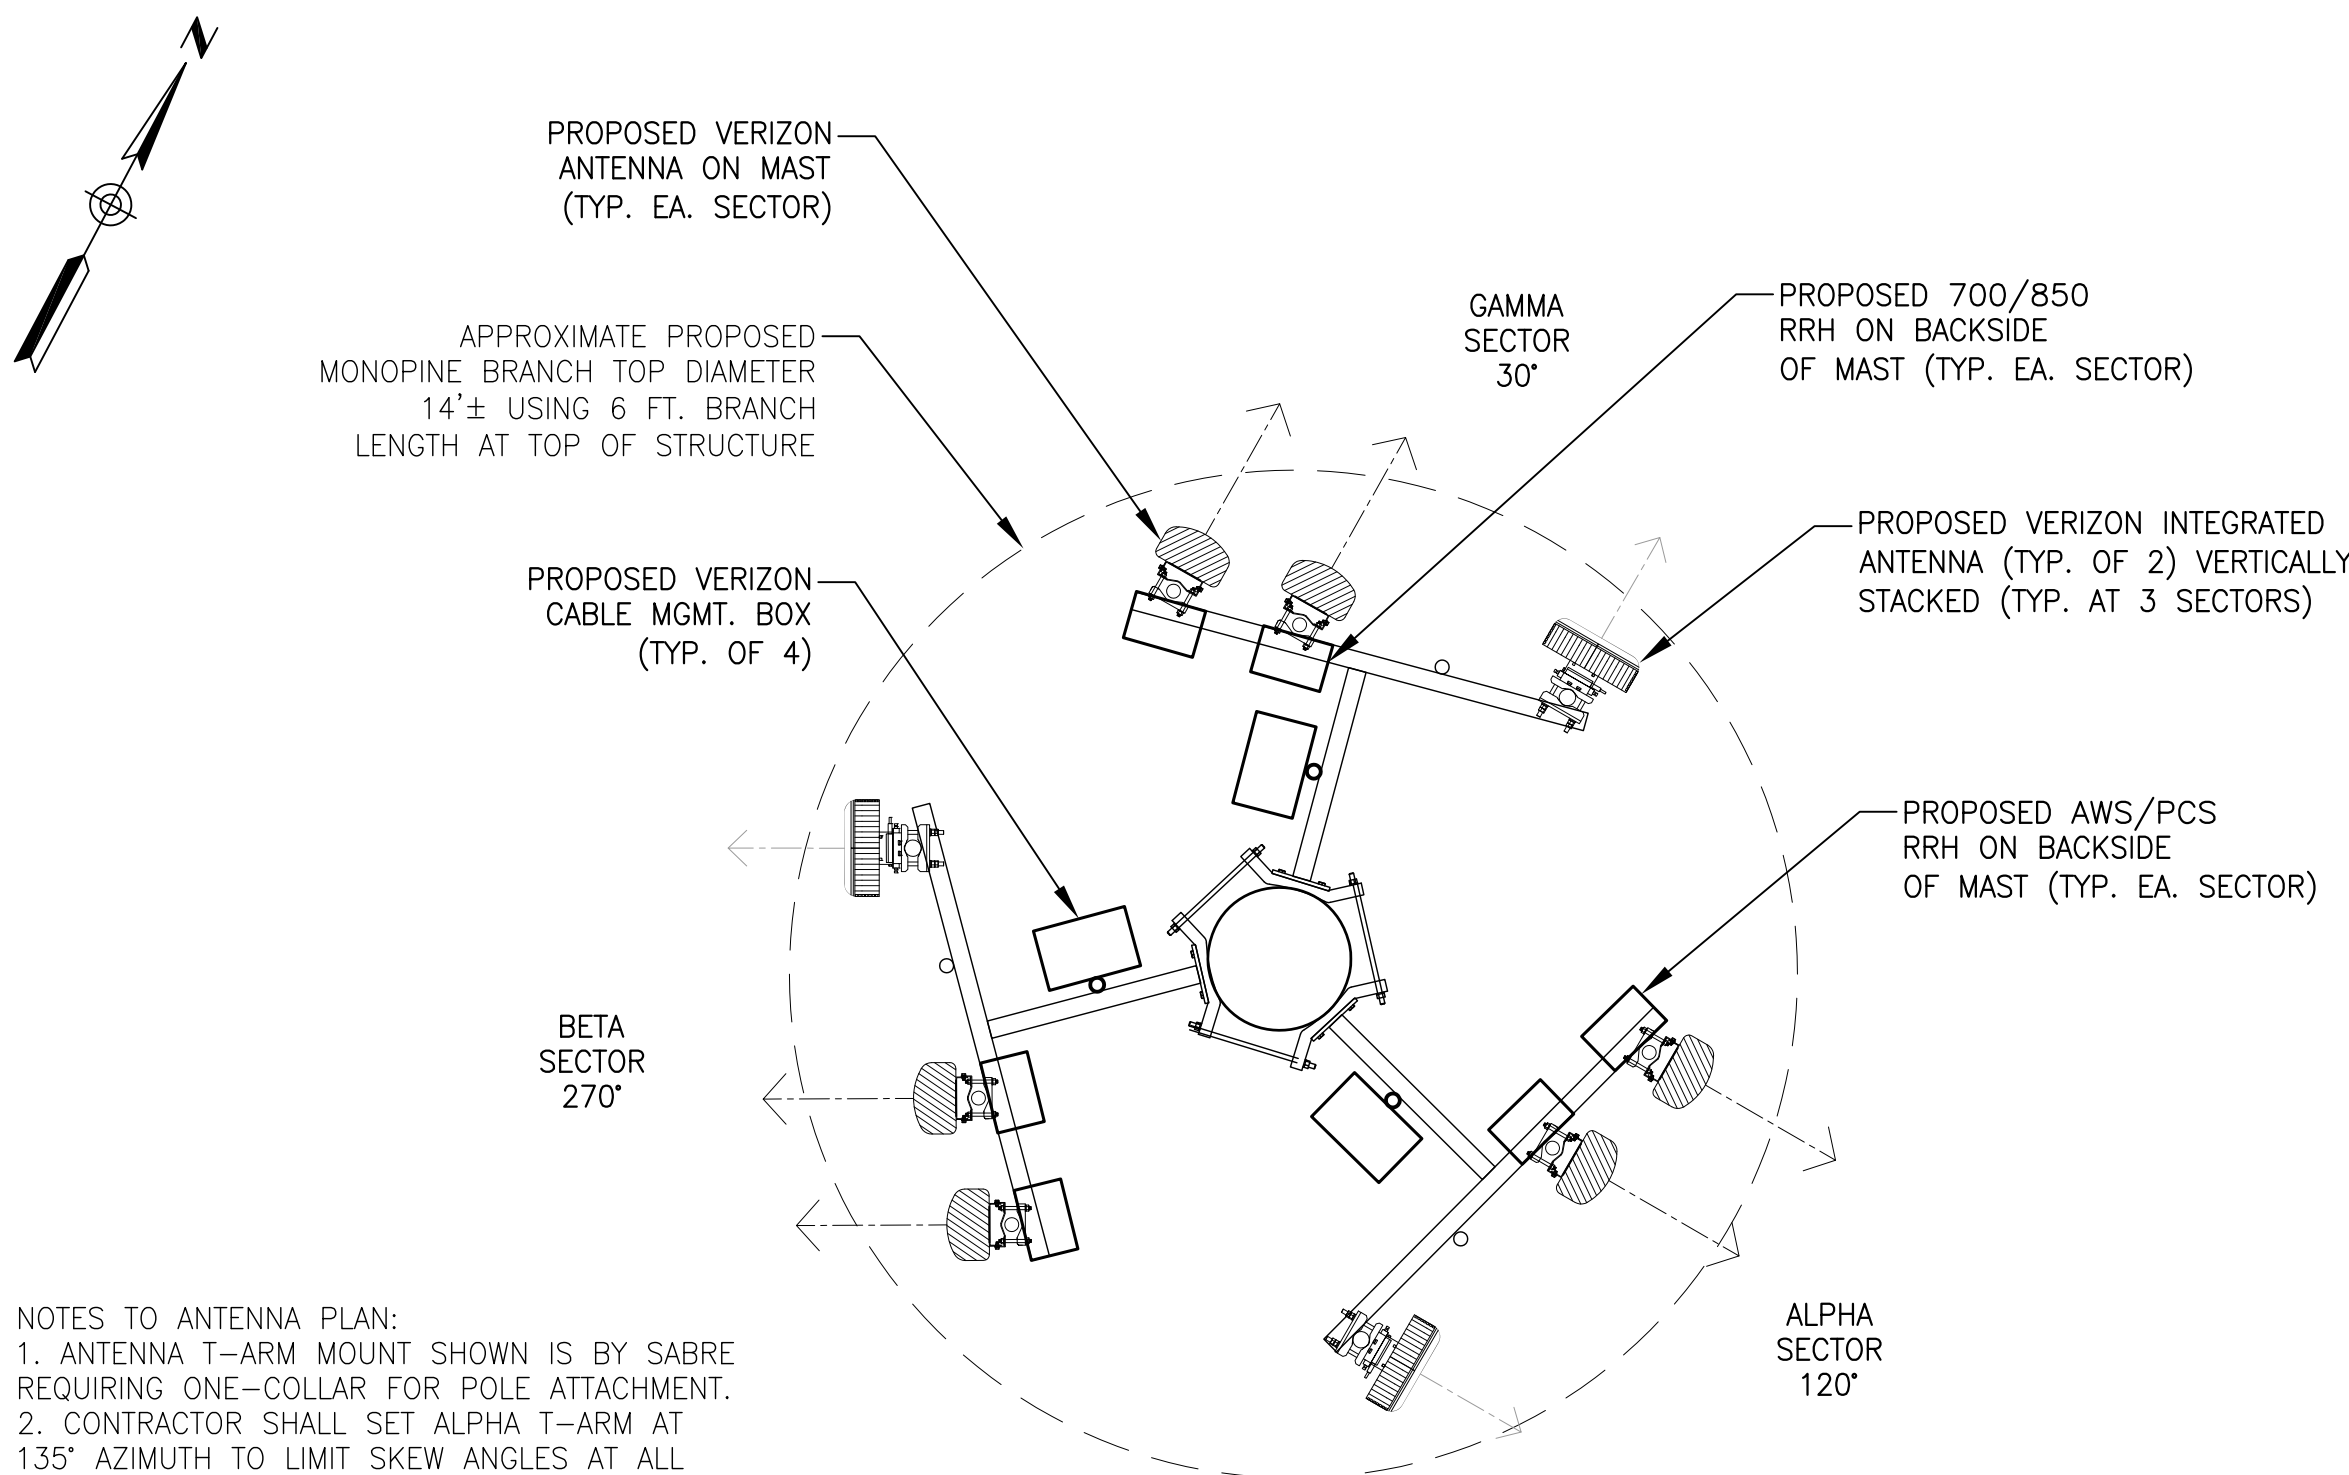 N
PROPOSED VERIZON
ANTENNA ON MAST
(TYP. EA. SECTOR)
APPROXIMATE PROPOSED
MONOPINE BRANCH TOP DIAMETER
14'± USING 6 FT. BRANCH
LENGTH AT TOP OF STRUCTURE
PROPOSED VERIZON
CABLE MGMT. BOX
(TYP. OF 4)
GAMMA
SECTOR
30°
PROPOSED 700/850
RRH ON BACKSIDE
OF MAST (TYP. EA. SECTOR)
PROPOSED VERIZON INTEGRATED
ANTENNA (TYP. OF 2) VERTICALLY
STACKED (TYP. AT 3 SECTORS)
PROPOSED AWS/PCS
RRH ON BACKSIDE
OF MAST (TYP. EA. SECTOR)
BETA
SECTOR
270°
ALPHA
SECTOR
120°
NOTES TO ANTENNA PLAN:
1. ANTENNA T-ARM MOUNT SHOWN IS BY SABRE
REQUIRING ONE-COLLAR FOR POLE ATTACHMENT.
2. CONTRACTOR SHALL SET ALPHA T-ARM AT
135° AZIMUTH TO LIMIT SKEW ANGLES AT ALL